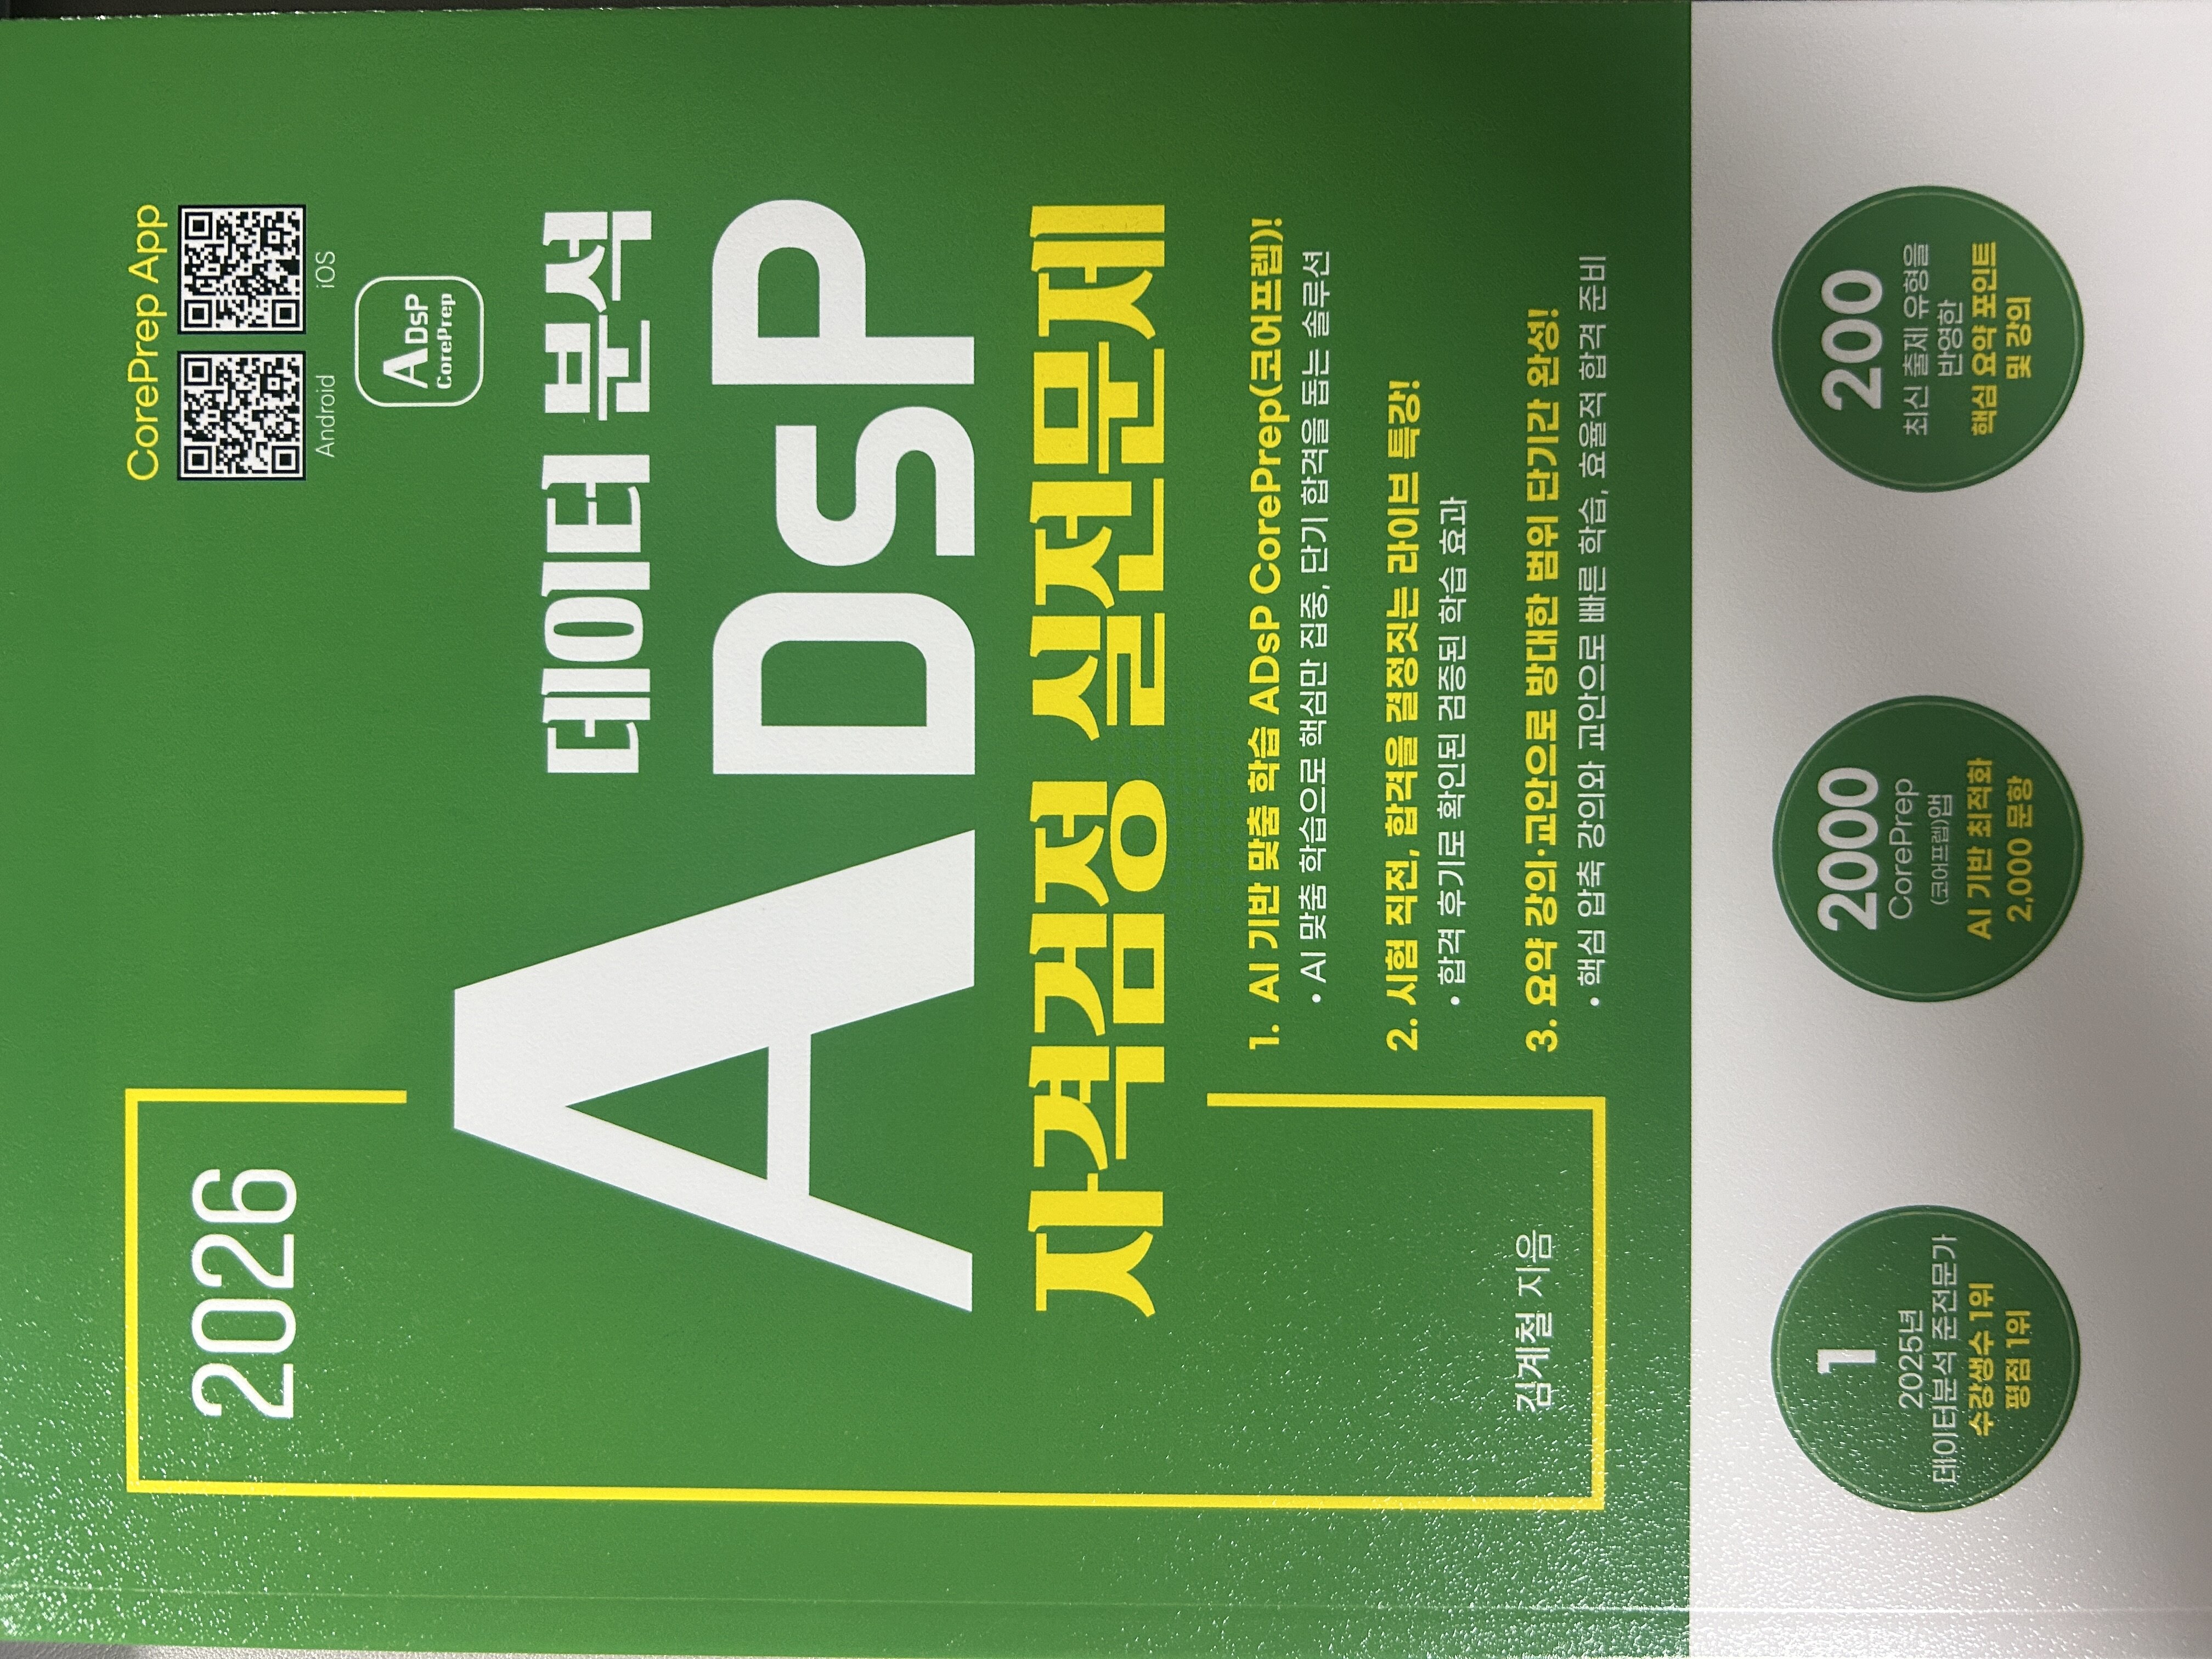 2026
CorePrep App
Android
iOS
ADsP
CorePrep
데이터 분석
ADsP
자격검정 실전문제
1. AI 기반 맞춤 학습 ADsP CorePrep(코어프렙)!
• AI 맞춤 학습으로 핵심만 집중, 단기 합격을 돕는 솔루션
2. 시험 직전, 합격을 결정짓는 라이브 특강!
• 합격 후기로 확인된 검증된 학습 효과
3. 요약 강의·교안으로 방대한 범위 단기간 완성!
• 핵심 압축 강의와 교안으로 빠른 학습, 효율적 합격 준비
김계철 지음
1
2025년
데이터분석 준전문가
수강생수 1위
평점 1위
2000
CorePrep
(코어프렙)앱
AI 기반 최적화
2,000 문항
200
최신 출제 유형을
반영한
핵심 요약 포인트
및 강의